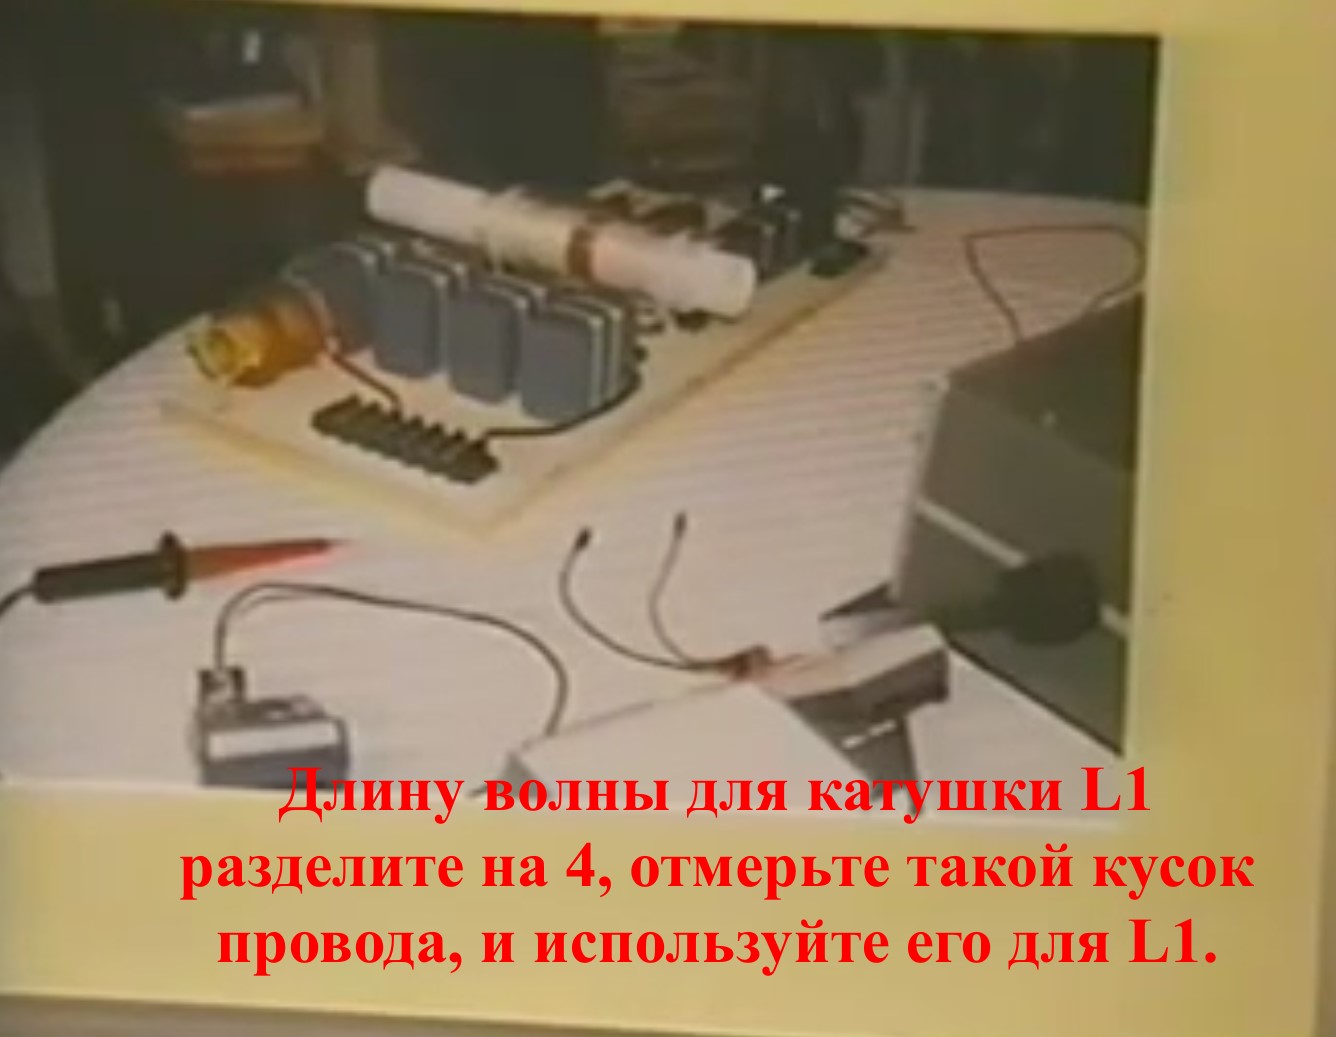 Длину волны для катушки L1
разделите на 4, отмерьте такой кусок
провода, и используйте его для L1.